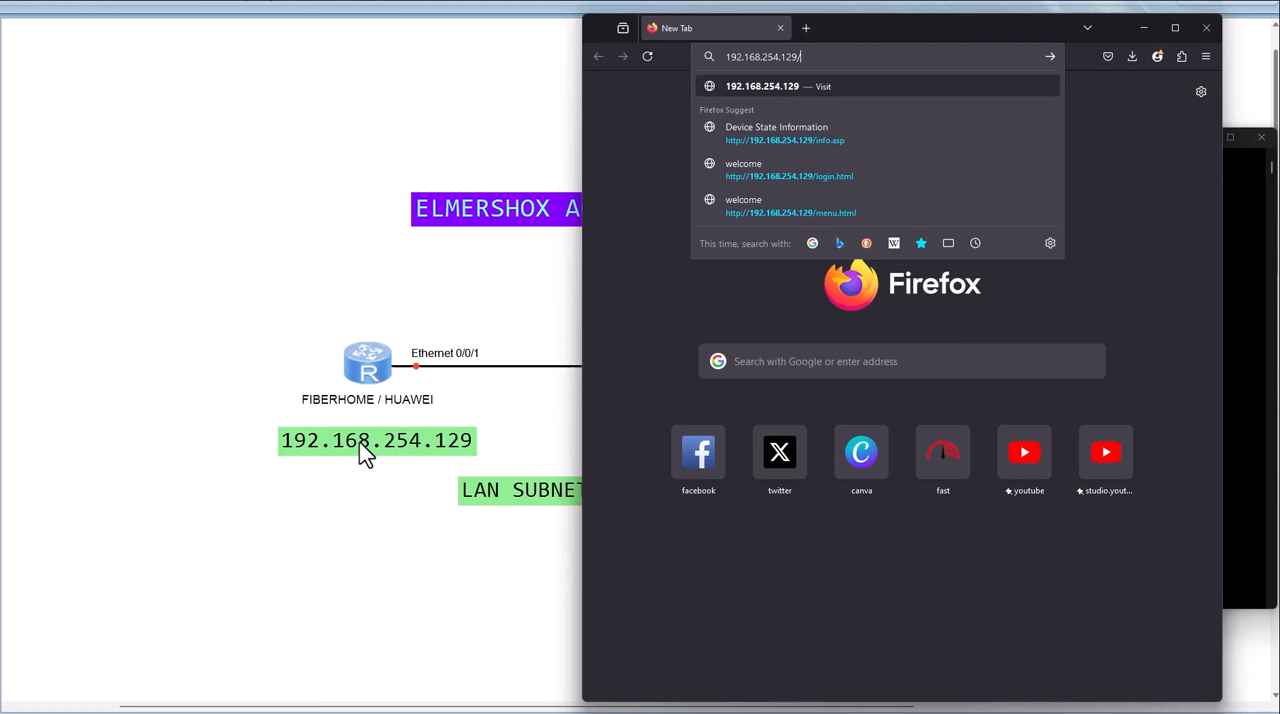 New Tab
192.168.254.129/
192.168.254.129 — Visit
Firefox Suggest
Device State Information
http://192.168.254.129/info.asp
welcome
http://192.168.254.129/login.html
welcome
http://192.168.254.129/menu.html
This time, search with:
Firefox
Search with Google or enter address
facebook
twitter
canva
fast
youtube
studio.yout...
ELMERSHOX A
Ethernet 0/0/1
R
FIBERHOME / HUAWEI
192.168.254.129
LAN SUBNET